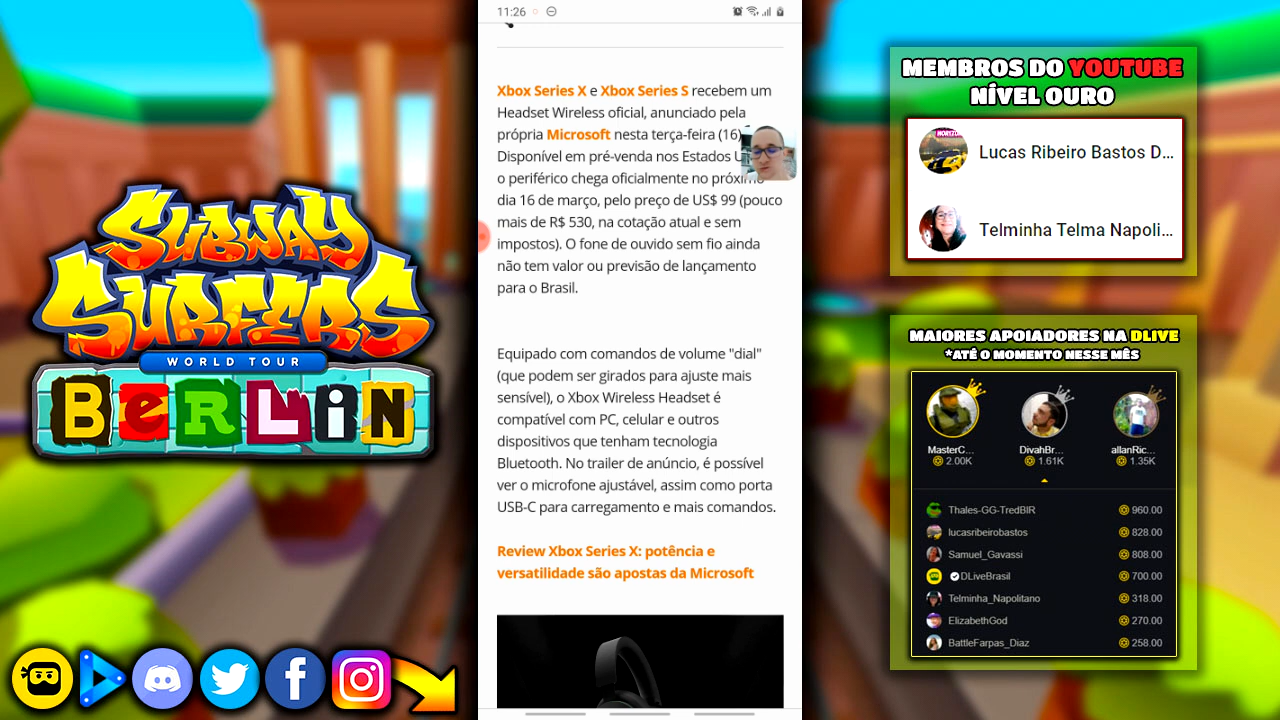 SUBWAY
SURFERS
WORLD TOUR
BERLIN
11:26
Xbox Series X e Xbox Series S recebem um
Headset Wireless oficial, anunciado pela
própria Microsoft nesta terça-feira (16)
Disponível em pré-venda nos Estados
o periférico chega oficialmente no próximo
dia 16 de março, pelo preço de US$ 99 (pouco
mais de R$ 530, na cotação atual e sem
impostos). O fone de ouvido sem fio ainda
não tem valor ou previsão de lançamento
para o Brasil.
Equipado com comandos de volume "dial"
(que podem ser girados para ajuste mais
sensível), o Xbox Wireless Headset é
compatível com PC, celular e outros
dispositivos que tenham tecnologia
Bluetooth. No trailer de anúncio, é possível
ver o microfone ajustável, assim como porta
USB-C para carregamento e mais comandos.
Review Xbox Series X: potência e
versatilidade são apostas da Microsoft
MEMBROS DO YOUTUBE
NÍVEL OURO
Lucas Ribeiro Bastos D...
Telminha Telma Napoli...
MAIORES APOIADORES NA DLIVE
*ATÉ O MOMENTO NESSE MÊS
MasterC... DivahBr... allanRic...
2.00K 1.61K 1.35K
Thales-GG-TredBIR 960.00
lucasribeirobastos 828.00
Samuel_Gavassi 808.00
DLiveBrasil 700.00
Telminha_Napolitano 318.00
ElizabethGod 270.00
BattleFarpas_Diaz 258.00